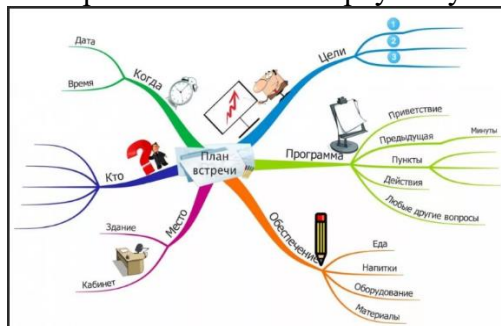 План
встречи
Когда
Дата
Время
Цели
1
2
3
Программа
Приветствие
Предыдущая
Минуты
Пункты
Действия
Любые другие вопросы
Обеспечение
Еда
Напитки
Оборудование
Материалы
Место
Здание
Кабинет
Кто